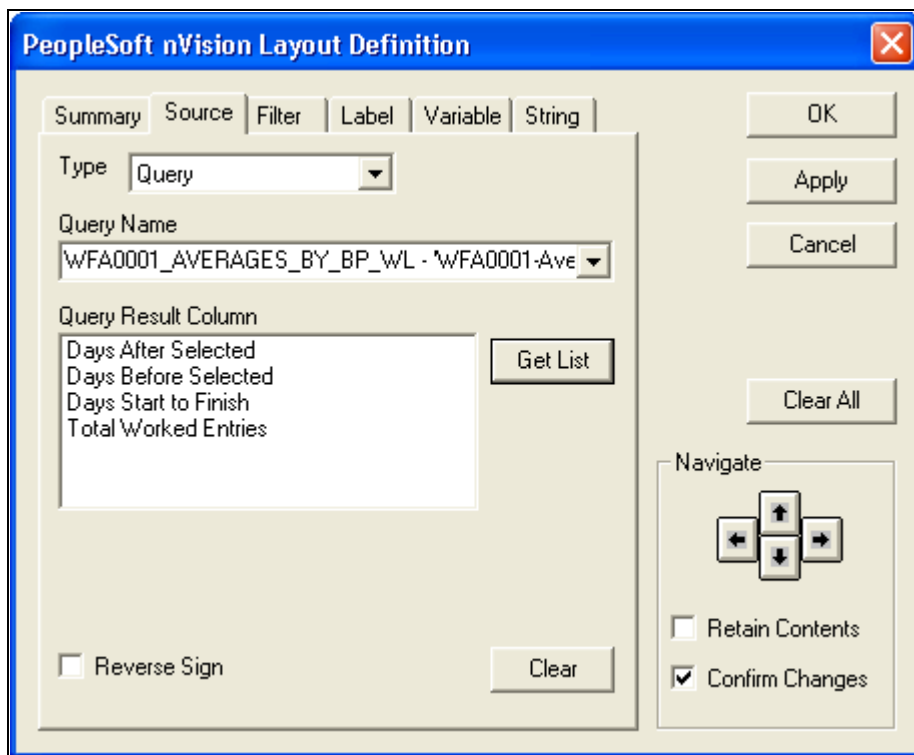 PeopleSoft nVision Layout Definition
Summary Source Filter Label Variable String
Type Query
Query Name
WFA0001_AVERAGES_BY_BP_WL - 'WFA0001-Ave
Query Result Column
Days After Selected
Days Before Selected
Days Start to Finish
Total Worked Entries
Get List
Reverse Sign
Clear
OK
Apply
Cancel
Clear All
Navigate
Retain Contents
Confirm Changes